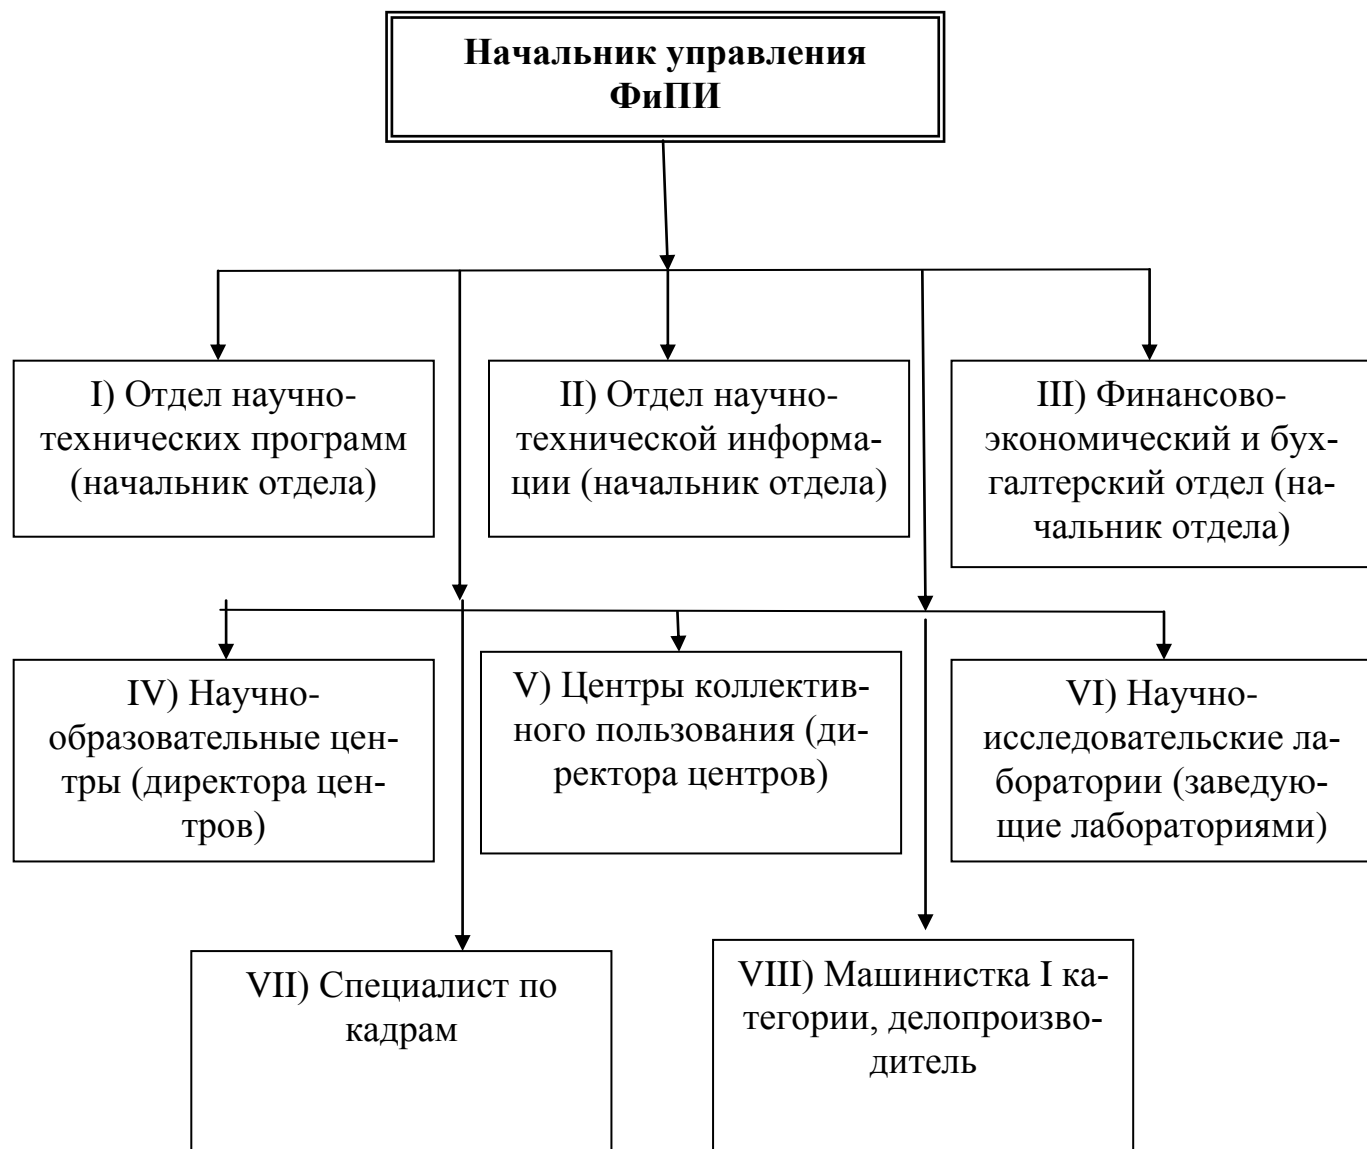 Начальник управления
ФиПИ
I) Отдел научно-
технических программ
(начальник отдела)
II) Отдел научно-
технической информа-
ции (начальник отдела)
III) Финансово-
экономический и бух-
галтерский отдел (на-
чальник отдела)
IV) Научно-
образовательные цен-
тры (директора цен-
тров)
V) Центры коллектив-
ного пользования (ди-
ректора центров)
VI) Научно-
исследовательские ла-
боратории (заведую-
щие лабораториями)
VII) Специалист по
кадрам
VIII) Машинистка I ка-
тегории, делопроизво-
дитель